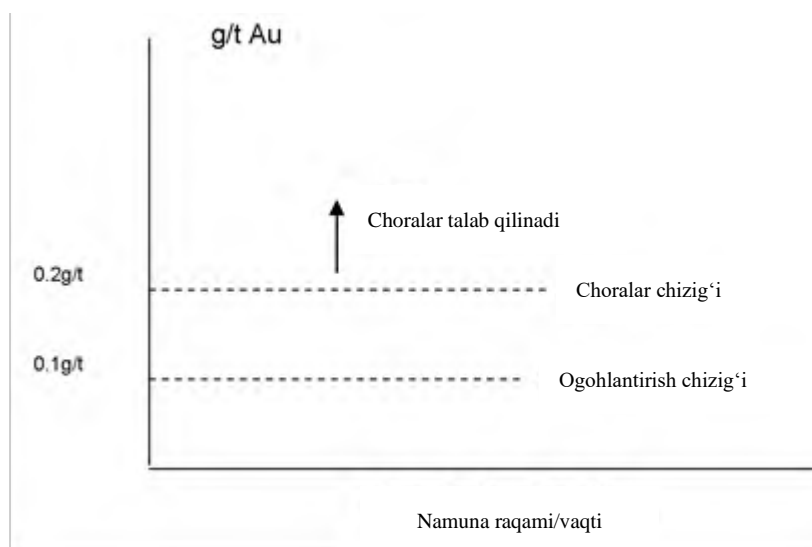 g/t Au
Choralar talab qilinadi
0.2g/t
Choralar chizig‘i
0.1g/t
Ogohlantirish chizig‘i
Namuna raqami/vaqti